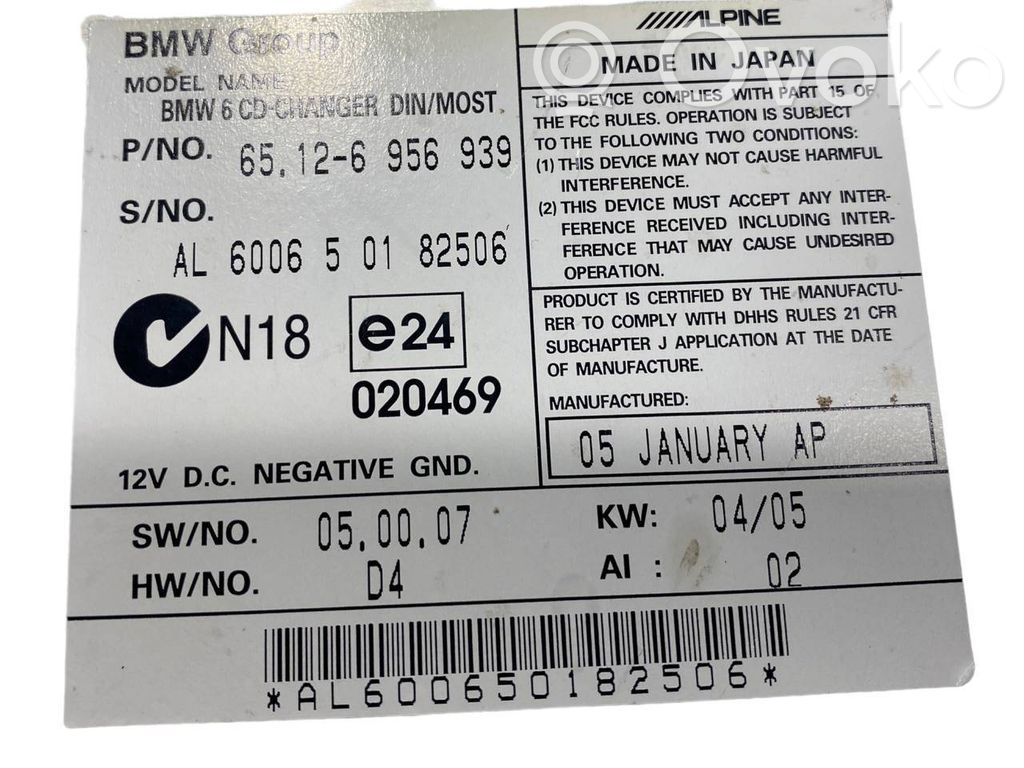 BMW Group
MODEL NAME
BMW 6 CD-CHANGER DIN/MOST
P/NO. 65.12-6 956 939
S/NO.
AL 6006 5 01 82506
N18 e24
020469
12V D.C. NEGATIVE GND.
ALPINE
MADE IN JAPAN
THIS DEVICE COMPLIES WITH PART 15 OF
THE FCC RULES. OPERATION IS SUBJECT
TO THE FOLLOWING TWO CONDITIONS:
(1) THIS DEVICE MAY NOT CAUSE HARMFUL
INTERFERENCE.
(2) THIS DEVICE MUST ACCEPT ANY INTER-
FERENCE RECEIVED INCLUDING INTER-
FERENCE THAT MAY CAUSE UNDESIRED
OPERATION.
PRODUCT IS CERTIFIED BY THE MANUFACTU-
RER TO COMPLY WITH DHHS RULES 21 CFR
SUBCHAPTER J APPLICATION AT THE DATE
OF MANUFACTURE.
MANUFACTURED:
05 JANUARY AP
SW/NO. 05.00.07 KW: 04/05
HW/NO. D4 AI : 02
*AL600650182506*
Ovoko